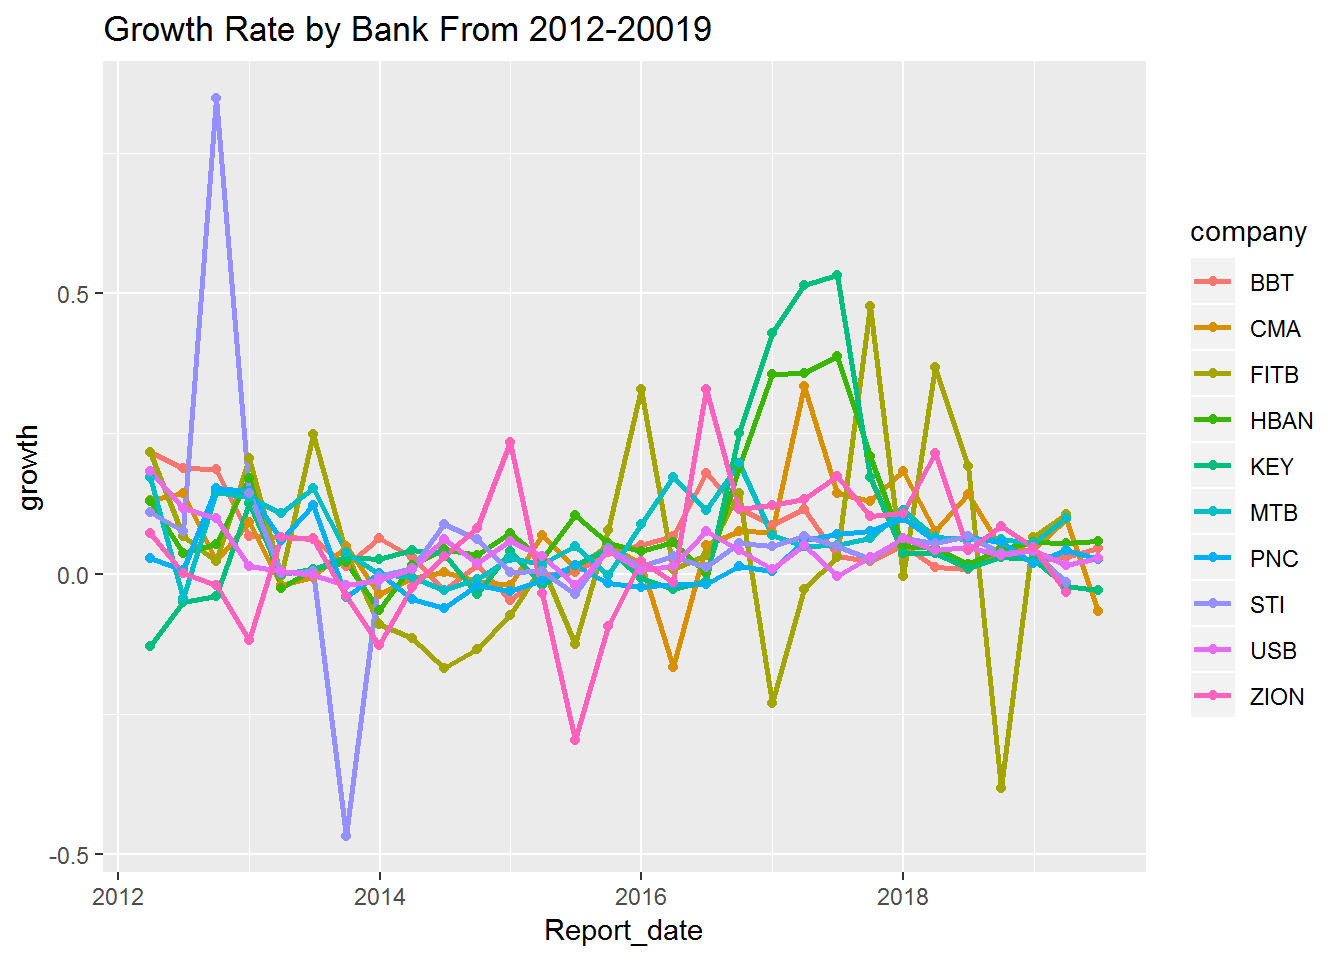 Growth Rate by Bank From 2012-20019
growth
0.5
0.0
-0.5
2012
2014
2016
2018
Report_date
company
BBT
CMA
FITB
HBAN
KEY
MTB
PNC
STI
USB
ZION